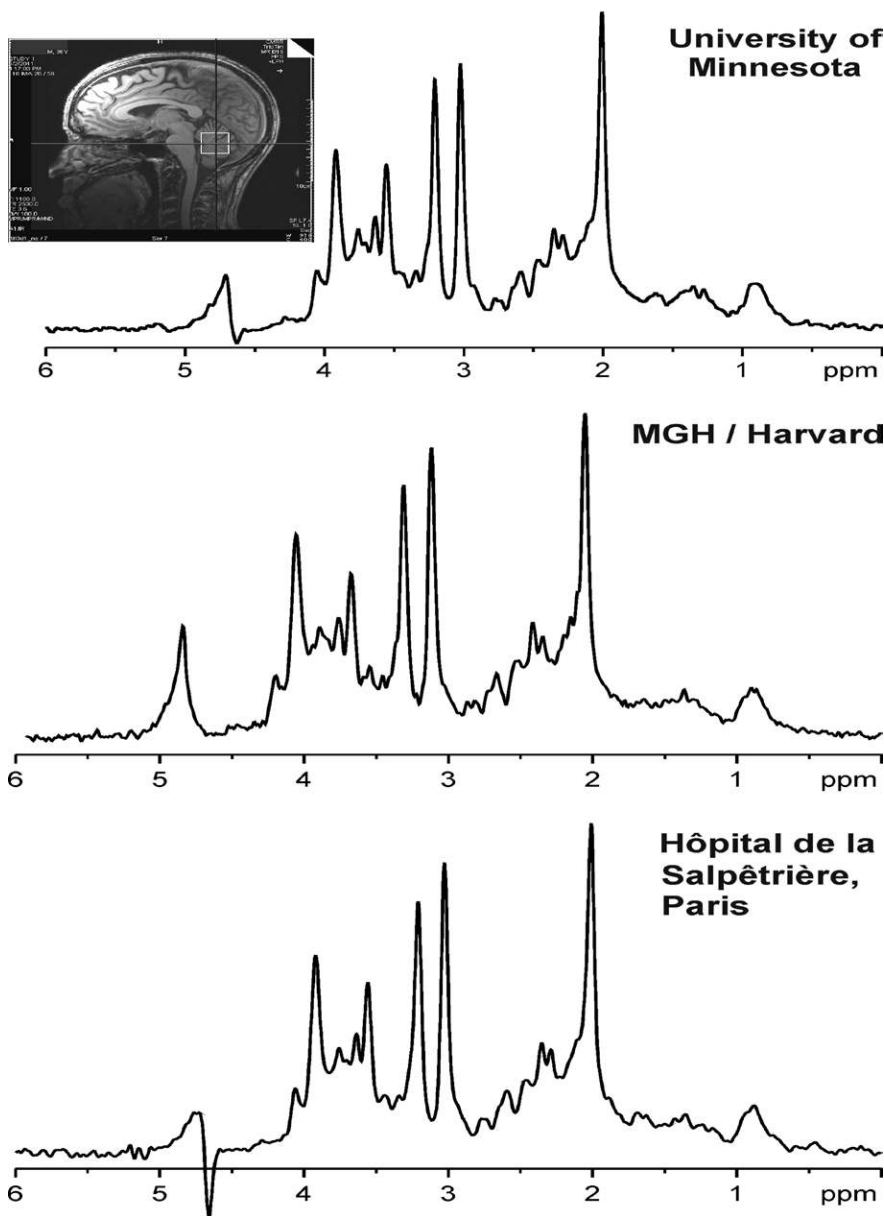 University of
Minnesota
6 5 4 3 2 1 ppm
MGH / Harvard
6 5 4 3 2 1 ppm
Hôpital de la
Salpêtrière,
Paris
6 5 4 3 2 1 ppm